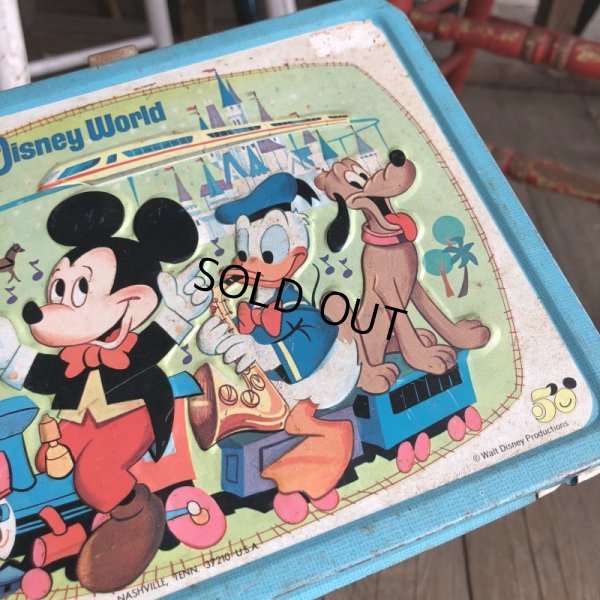 Disney World
SOLD OUT
50
© Walt Disney Productions
NASHVILLE, TENN. 37210 U.S.A.